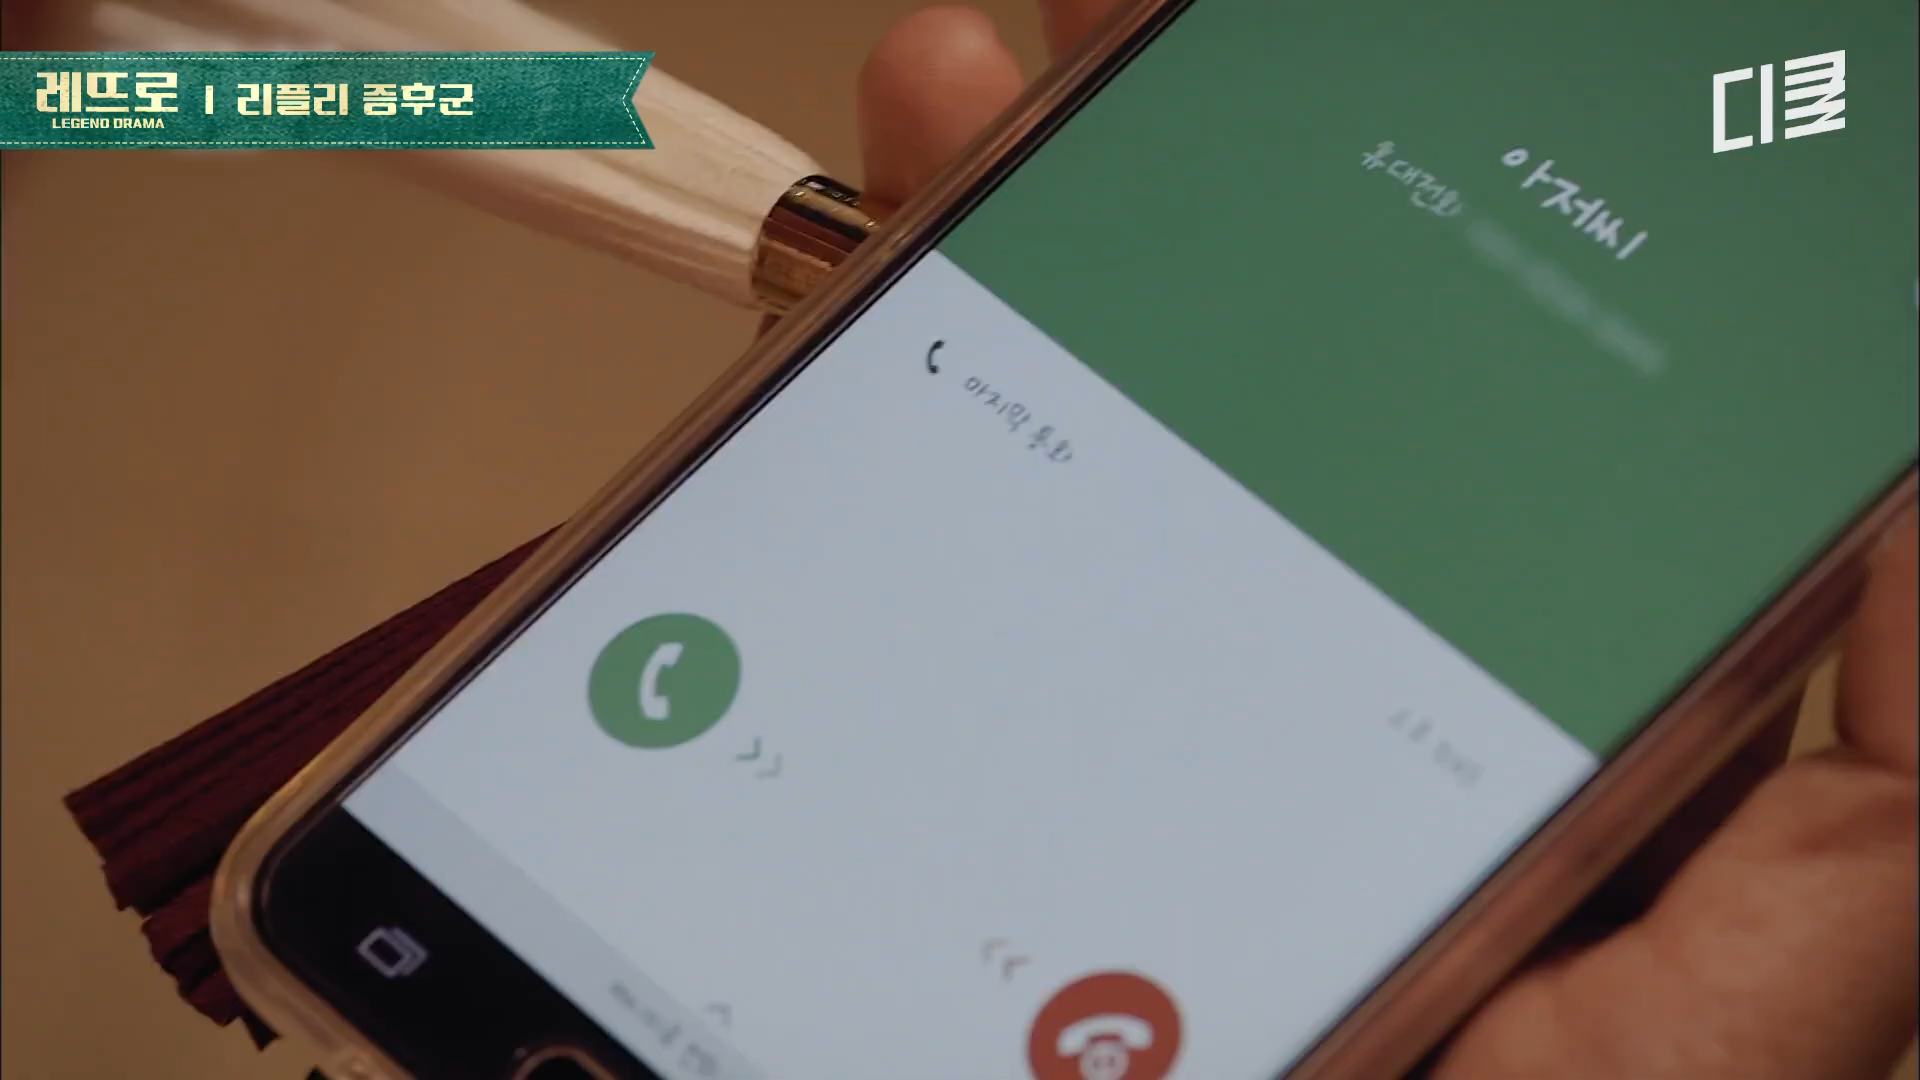 레뜨로
LEGEND DRAMA
리플리 증후군
디글
아저씨
휴대전화
마지막 통화